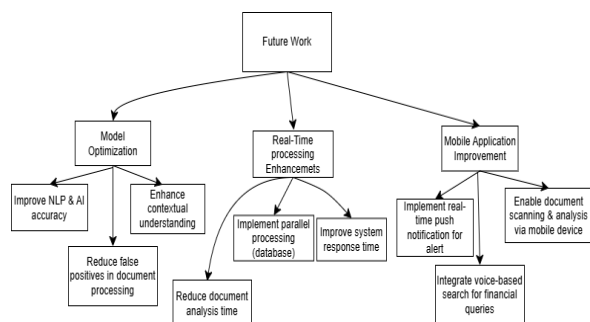 Future Work
Model
Optimization
Real-Time
processing
Enhancemets
Mobile Application
Improvement
Improve NLP & AI
accuracy
Enhance
contextual
understanding
Reduce false
positives in document
processing
Implement parallel
processing
(database)
Improve system
response time
Reduce document
analysis time
Implement real-
time push
notification for
alert
Enable document
scanning & analysis
via mobile device
Integrate voice-based
search for financial
queries